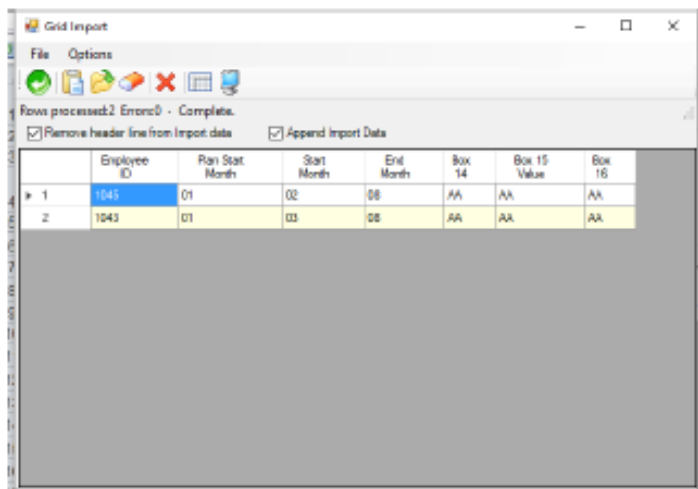 Grid Import
File Options
Rows processed:2 Errors:0 - Complete.
Remove header line from Import data Append Import Data
Employee ID Plan Start Month Start Month End Month Box 14 Box 15 Value Box 16
1 1045 01 02 08 AA AA AA
2 1043 01 03 08 AA AA AA